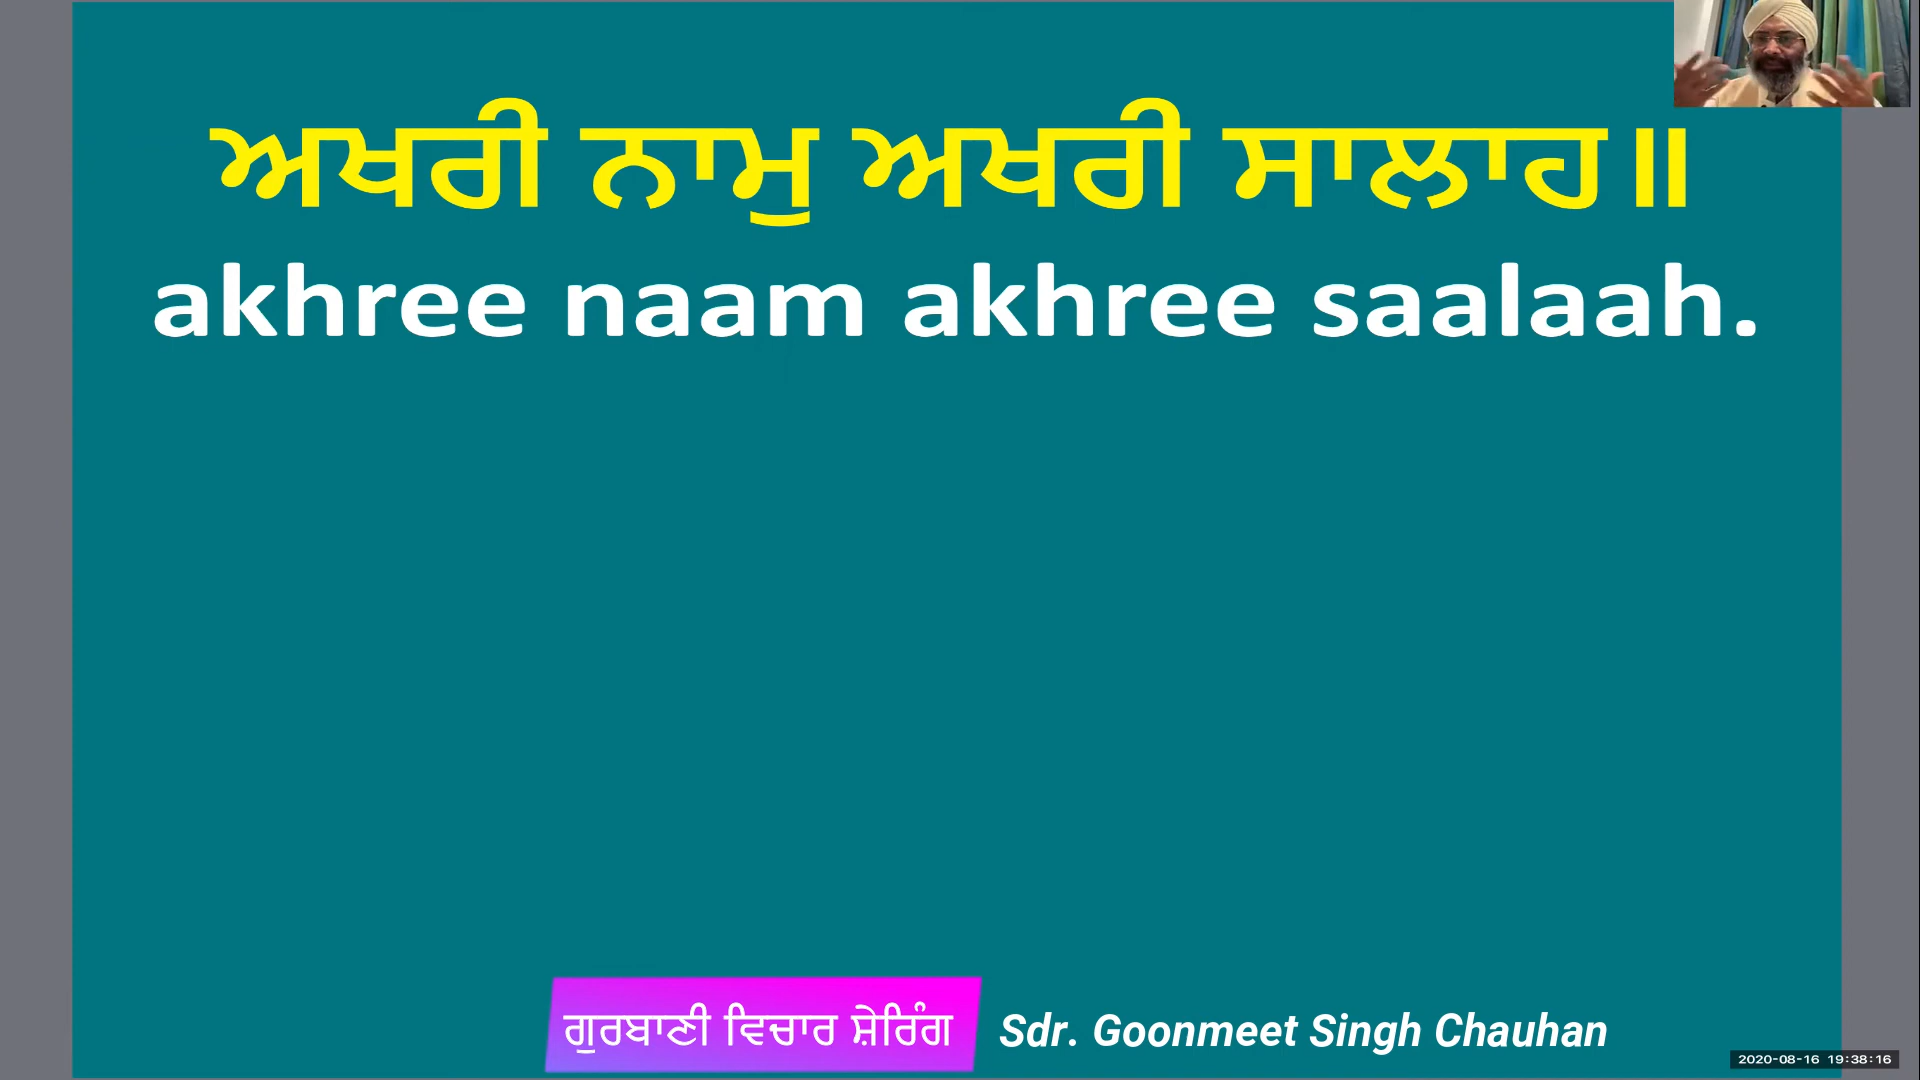 ਅਖਰੀ ਨਾਮੁ ਅਖਰੀ ਸਾਲਾਹ॥
akhree naam akhree saalaah.
ਗੁਰਬਾਣੀ ਵਿਚਾਰ ਸ਼ੇਰਿੰਗ Sdr. Goonmeet Singh Chauhan
2020-08-16 19:38:16